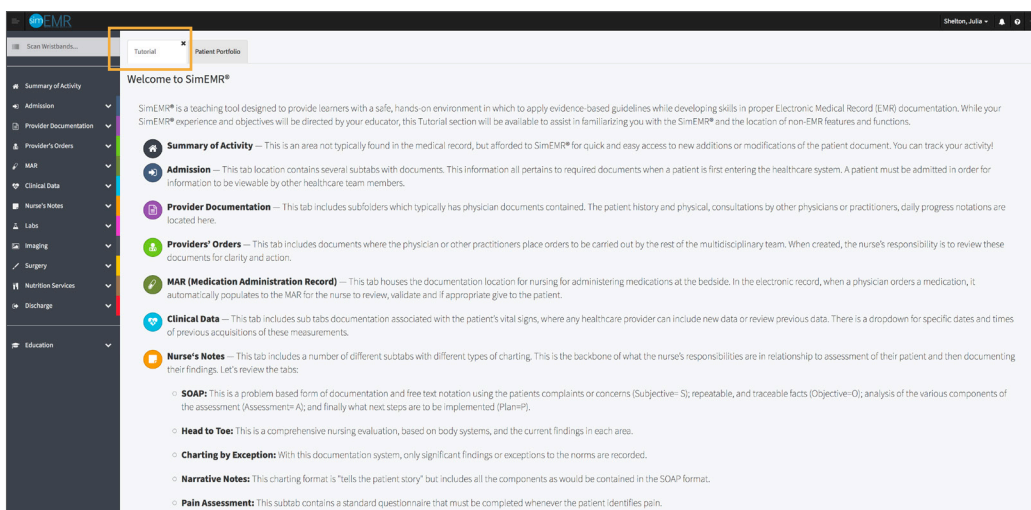 simEMR
Shelton, Julia
Scan Wristbands...
Tutorial
Patient Portfolio
Summary of Activity
Admission
Provider Documentation
Provider's Orders
MAR
Clinical Data
Nurse's Notes
Labs
Imaging
Surgery
Nutrition Services
Discharge
Education
Welcome to SimEMR®
SimEMR® is a teaching tool designed to provide learners with a safe, hands-on environment in which to apply evidence-based guidelines while developing skills in proper Electronic Medical Record (EMR) documentation. While your
SimEMR® experience and objectives will be directed by your educator, this Tutorial section will be available to assist in familiarizing you with the SimEMR® and the location of non-EMR features and functions.
Summary of Activity — This is an area not typically found in the medical record, but afforded to SimEMR® for quick and easy access to new additions or modifications of the patient document. You can track your activity!
Admission — This tab location contains several subtabs with documents. This information all pertains to required documents when a patient is first entering the healthcare system. A patient must be admitted in order for
information to be viewable by other healthcare team members.
Provider Documentation — This tab includes subfolders which typically has physician documents contained. The patient history and physical, consultations by other physicians or practitioners, daily progress notations are
located here.
Providers' Orders — This tab includes documents where the physician or other practitioners place orders to be carried out by the rest of the multidisciplinary team. When created, the nurse's responsibility is to review these
documents for clarity and action.
MAR (Medication Administration Record) — This tab houses the documentation location for nursing for administering medications at the bedside. In the electronic record, when a physician orders a medication, it
automatically populates to the MAR for the nurse to review, validate and if appropriate give to the patient.
Clinical Data — This tab includes sub tabs documentation associated with the patient's vital signs, where any healthcare provider can include new data or review previous data. There is a dropdown for specific dates and times
of previous acquisitions of these measurements.
Nurse's Notes — This tab includes a number of different subtabs with different types of charting. This is the backbone of what the nurse's responsibilities are in relationship to assessment of their patient and then documenting
their findings. Let's review the tabs:
○ SOAP: This is a problem based form of documentation and free text notation using the patients complaints or concerns (Subjective= S); repeatable, and traceable facts (Objective=O); analysis of the various components of
the assessment (Assessment= A); and finally what next steps are to be implemented (Plan=P).
○ Head to Toe: This is a comprehensive nursing evaluation, based on body systems, and the current findings in each area.
○ Charting by Exception: With this documentation system, only significant findings or exceptions to the norms are recorded.
○ Narrative Notes: This charting format is "tells the patient story" but includes all the components as would be contained in the SOAP format.
○ Pain Assessment: This subtab contains a standard questionnaire that must be completed whenever the patient identifies pain.